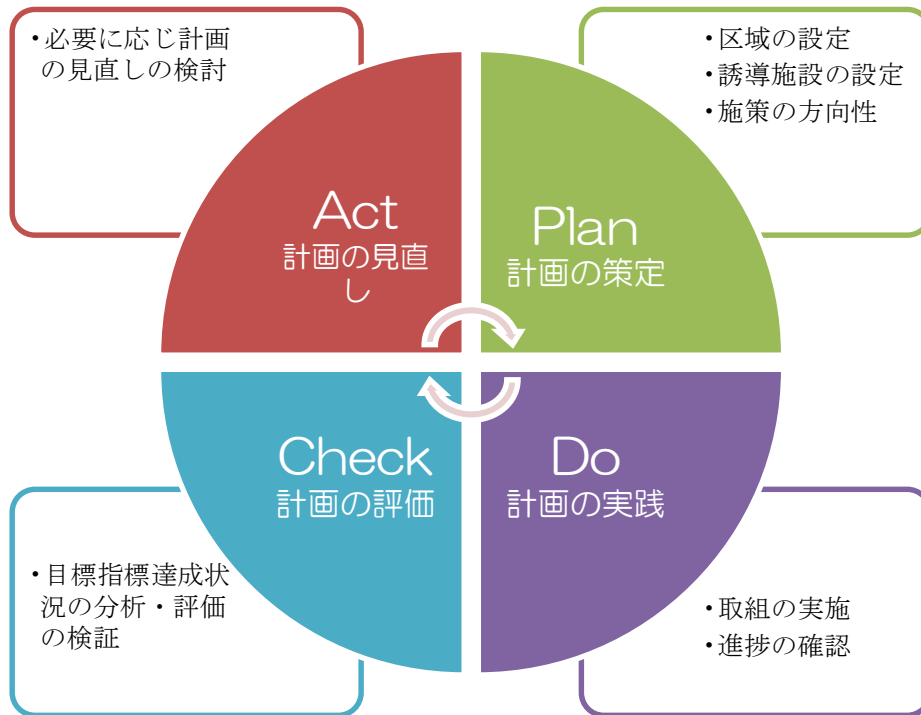 ・必要に応じ計画
の見直しの検討
・区域の設定
・誘導施設の設定
・施策の方向性
Act
計画の見直
し
Plan
計画の策定
Check
計画の評価
Do
計画の実践
・目標指標達成状
況の分析・評価
の検証
・取組の実施
・進捗の確認